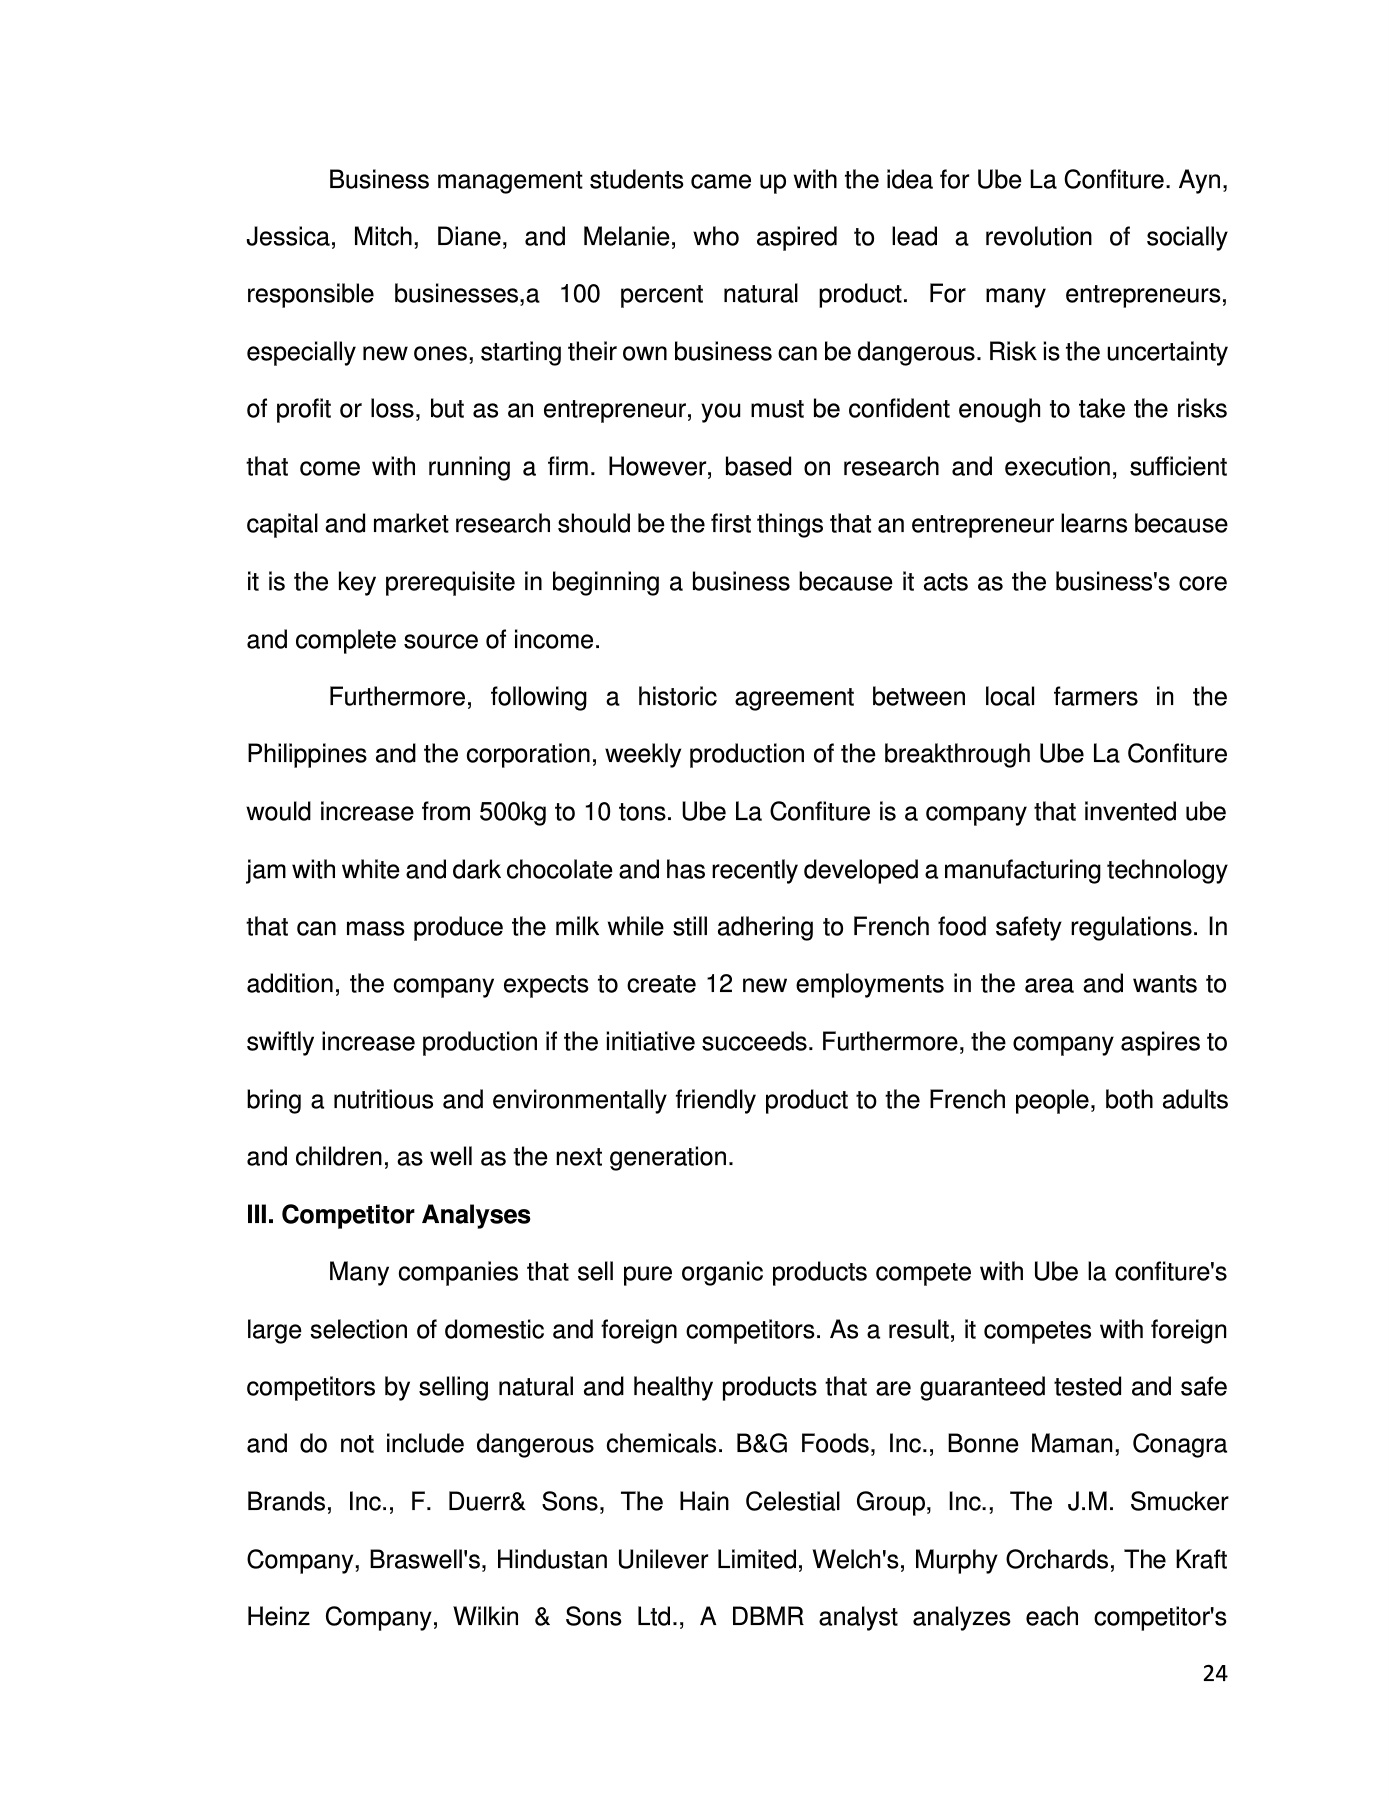 Business management students came up with the idea for Ube La Confiture. Ayn,
Jessica, Mitch, Diane, and Melanie, who aspired to lead a revolution of socially
responsible businesses,a 100 percent natural product. For many entrepreneurs,
especially new ones, starting their own business can be dangerous. Risk is the uncertainty
of profit or loss, but as an entrepreneur, you must be confident enough to take the risks
that come with running a firm. However, based on research and execution, sufficient
capital and market research should be the first things that an entrepreneur learns because
it is the key prerequisite in beginning a business because it acts as the business's core
and complete source of income.
Furthermore, following a historic agreement between local farmers in the
Philippines and the corporation, weekly production of the breakthrough Ube La Confiture
would increase from 500kg to 10 tons. Ube La Confiture is a company that invented ube
jam with white and dark chocolate and has recently developed a manufacturing technology
that can mass produce the milk while still adhering to French food safety regulations. In
addition, the company expects to create 12 new employments in the area and wants to
swiftly increase production if the initiative succeeds. Furthermore, the company aspires to
bring a nutritious and environmentally friendly product to the French people, both adults
and children, as well as the next generation.
III. Competitor Analyses
Many companies that sell pure organic products compete with Ube la confiture's
large selection of domestic and foreign competitors. As a result, it competes with foreign
competitors by selling natural and healthy products that are guaranteed tested and safe
and do not include dangerous chemicals. B&G Foods, Inc., Bonne Maman, Conagra
Brands, Inc., F. Duerr& Sons, The Hain Celestial Group, Inc., The J.M. Smucker
Company, Braswell's, Hindustan Unilever Limited, Welch's, Murphy Orchards, The Kraft
Heinz Company, Wilkin & Sons Ltd., A DBMR analyst analyzes each competitor's
24